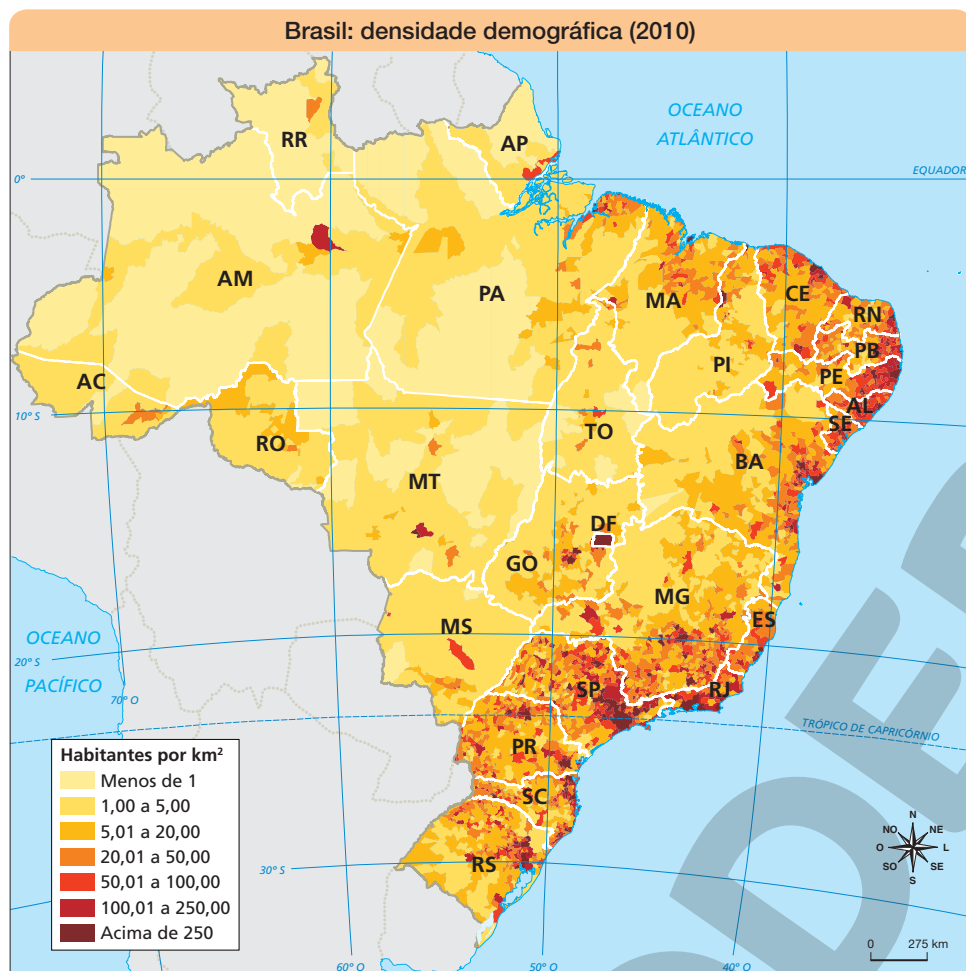 Brasil: densidade demográfica (2010)
OCEANO
ATLÂNTICO
RR
AP
EQUADOR
0°
AM
PA
MA
CE
RN
PB
PI
PE
AC
AL
10° S
SE
TO
RO
BA
MT
DF
GO
MG
ES
MS
OCEANO
PACÍFICO
20° S
70° O
SP
RJ
TRÓPICO DE CAPRICÓRNIO
PR
SC
RS
30° S
Habitantes por km²
Menos de 1
1,00 a 5,00
5,01 a 20,00
20,01 a 50,00
50,01 a 100,00
100,01 a 250,00
Acima de 250
N
NO NE
O L
SO SE
S
0 275 km
60° O 50° O 40° O